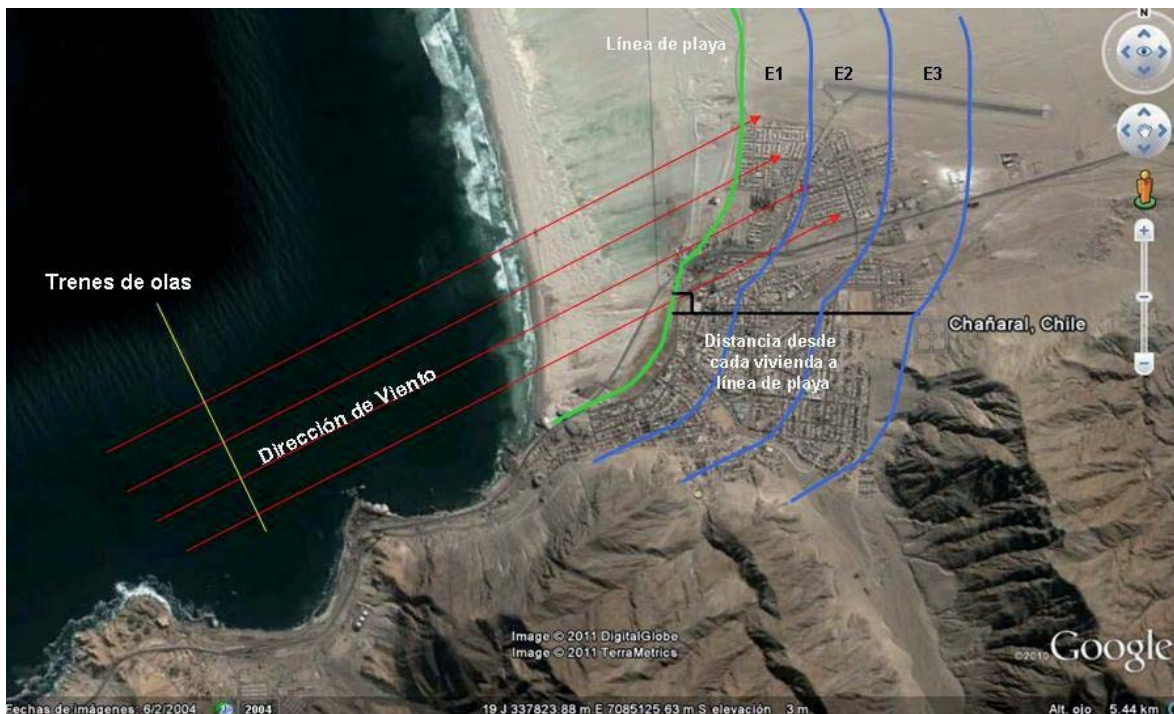 N
Línea de playa
E1
E2
E3
Trenes de olas
Dirección de Viento
Chañaral, Chile
Distancia desde
cada vivienda a
línea de playa
Image © 2011 DigitalGlobe
Image © 2011 TerraMetrics
©2010 Google
Fechas de imágenes: 6/2/2004 2004 19 J 337823.88 m E 7085125.63 m S elevación 3 m Alt. ojo 5.44 km